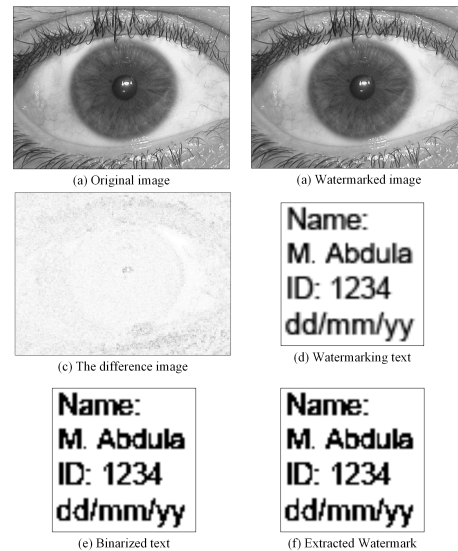 (a) Original image
(a) Watermarked image
(c) The difference image
Name:
M. Abdula
ID: 1234
dd/mm/yy
(d) Watermarking text
Name:
M. Abdula
ID: 1234
dd/mm/yy
(e) Binarized text
Name:
M. Abdula
ID: 1234
dd/mm/yy
(f) Extracted Watermark